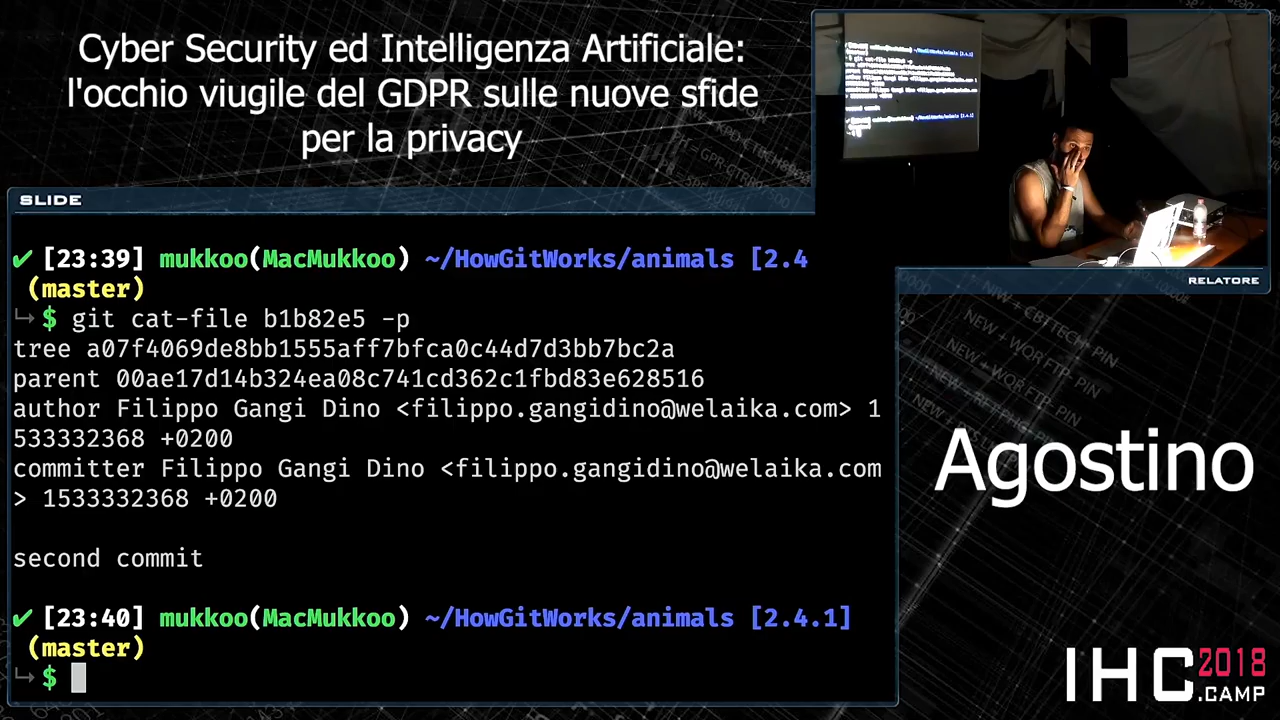 Cyber Security ed Intelligenza Artificiale:
l'occhio viugile del GDPR sulle nuove sfide
per la privacy
SLIDE
✔ [23:39] mukkoo(MacMukkoo) ~/HowGitWorks/animals [2.4
(master)
↪ $ git cat-file b1b82e5 -p
tree a07f4069de8bb1555aff7bfca0c44d7d3bb7bc2a
parent 00ae17d14b324ea08c741cd362c1fbd83e628516
author Filippo Gangi Dino <filippo.gangidino@welaika.com> 1
533332368 +0200
committer Filippo Gangi Dino <filippo.gangidino@welaika.com
> 1533332368 +0200
second commit
✔ [23:40] mukkoo(MacMukkoo) ~/HowGitWorks/animals [2.4.1]
(master)
↪ $
RELATORE
Agostino
IHC 2018
.CAMP